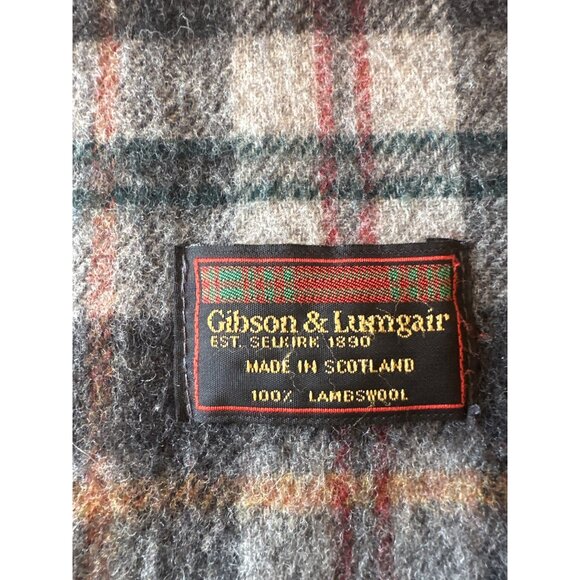 Gibson & Lumgair
EST. SELKIRK 1890
MADE IN SCOTLAND
100% LAMBSWOOL